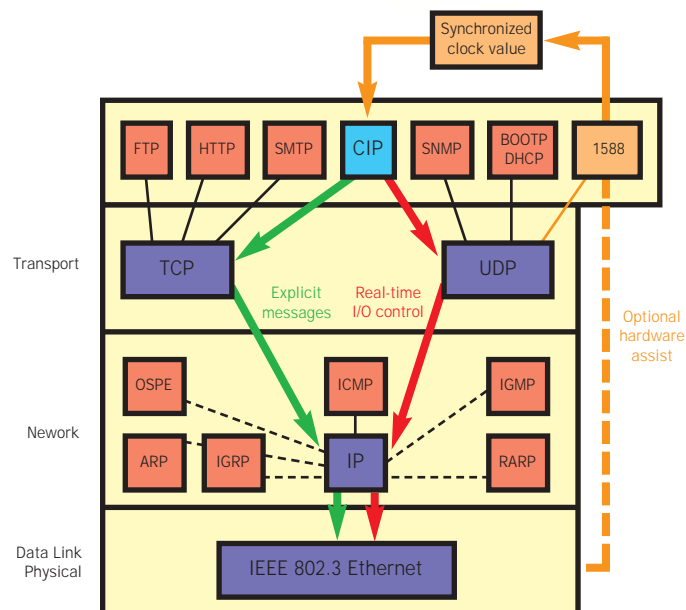 Synchronized
clock value
FTP
HTTP
SMTP
CIP
SNMP
BOOTP
DHCP
1588
Transport
TCP
UDP
Explicit
messages
Real-time
I/O control
Optional
hardware
assist
OSPE
ICMP
IGMP
Nework
ARP
IGRP
IP
RARP
Data Link
Physical
IEEE 802.3 Ethernet